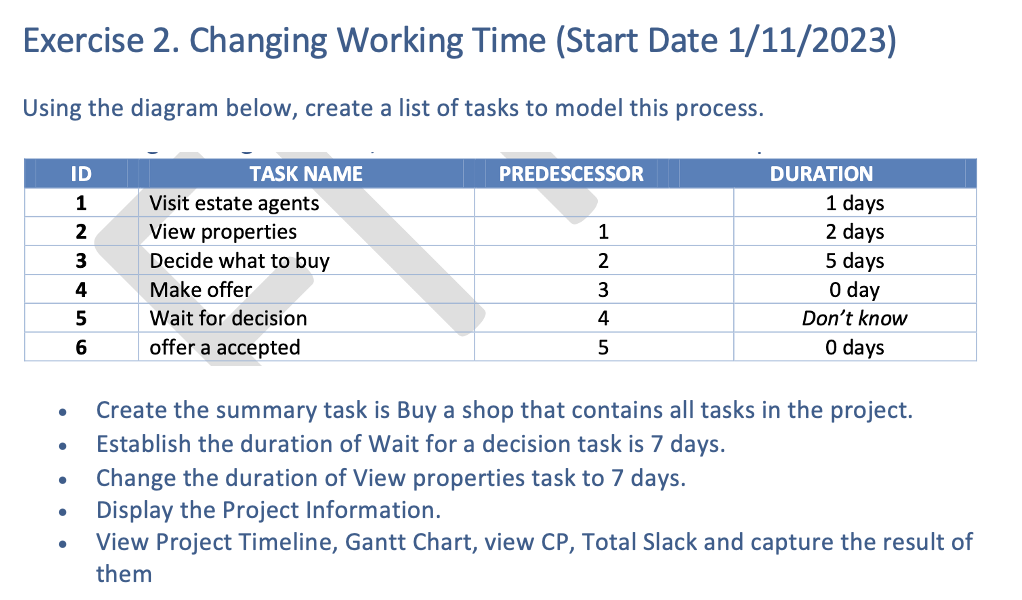 Exercise 2. Changing Working Time (Start Date 1/11/2023)
Using the diagram below, create a list of tasks to model this process.
ID TASK NAME PREDESCESSOR DURATION
1 Visit estate agents 1 days
2 View properties 1 2 days
3 Decide what to buy 2 5 days
4 Make offer 3 0 day
5 Wait for decision 4 Don’t know
6 offer a accepted 5 0 days
• Create the summary task is Buy a shop that contains all tasks in the project.
• Establish the duration of Wait for a decision task is 7 days.
• Change the duration of View properties task to 7 days.
• Display the Project Information.
• View Project Timeline, Gantt Chart, view CP, Total Slack and capture the result of
them